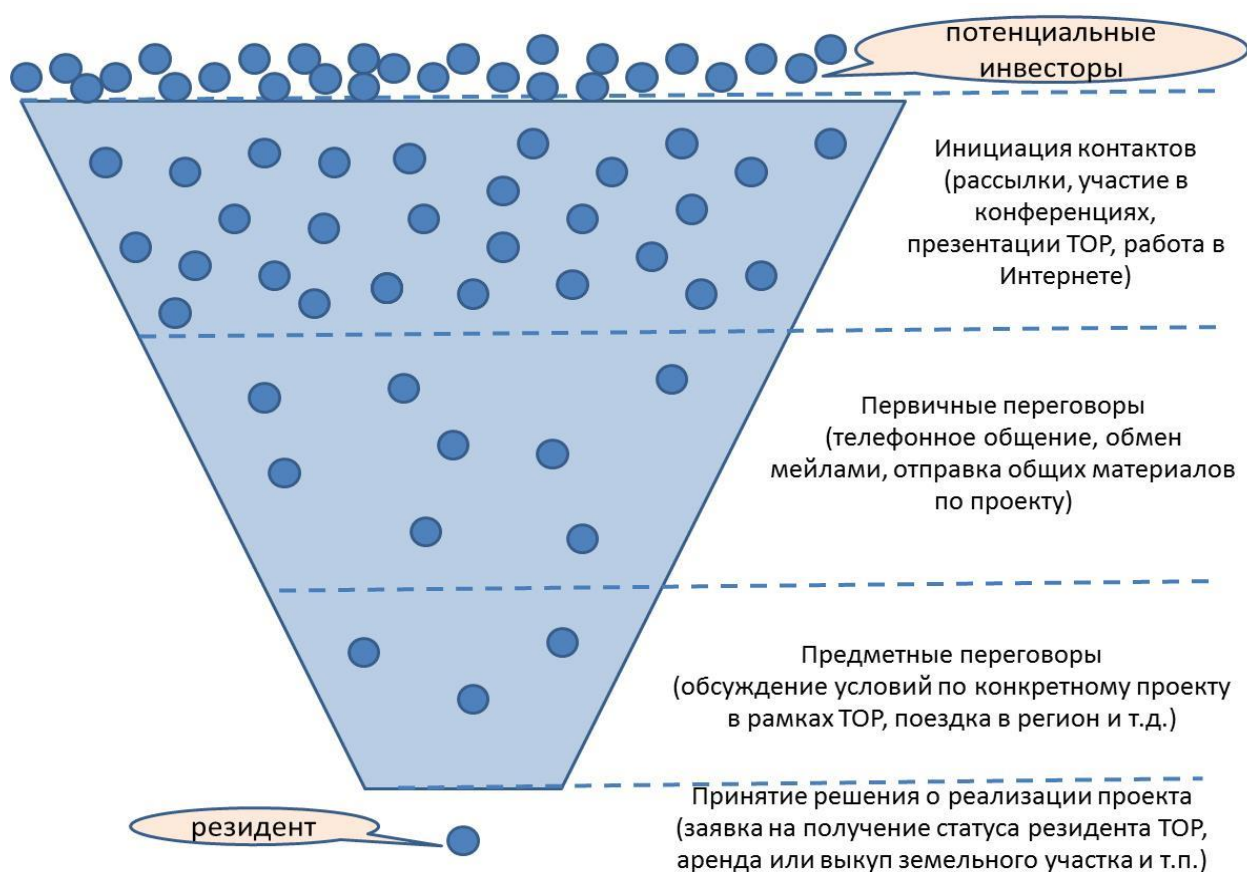 потенциальные
инвесторы
Инициация контактов
(рассылки, участие в
конференциях,
презентации ТОР, работа в
Интернете)
Первичные переговоры
(телефонное общение, обмен
мейлами, отправка общих материалов
по проекту)
Предметные переговоры
(обсуждение условий по конкретному проекту
в рамках ТОР, поездка в регион и т.д.)
Принятие решения о реализации проекта
(заявка на получение статуса резидента ТОР,
аренда или выкуп земельного участка и т.п.)
резидент